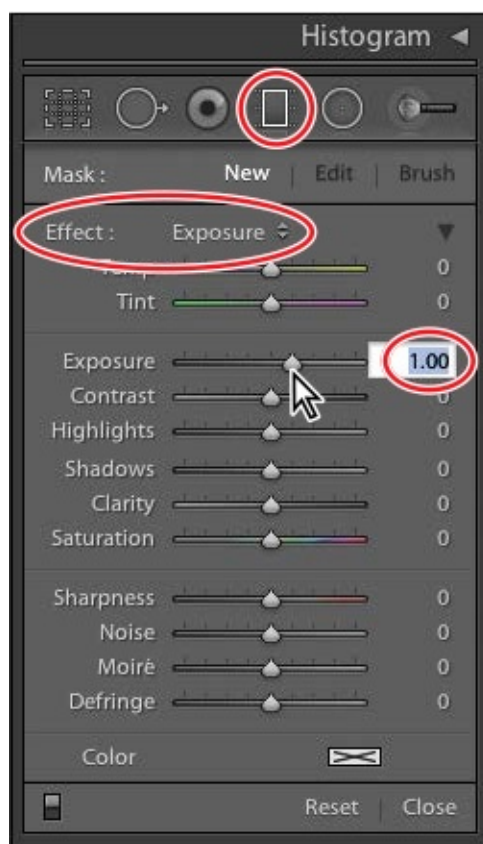 Histogram
Mask : New | Edit | Brush
Effect : Exposure
0
Tint 0
Exposure 1.00
Contrast 0
Highlights 0
Shadows 0
Clarity 0
Saturation 0
Sharpness 0
Noise 0
Moiré 0
Defringe 0
Color
Reset | Close